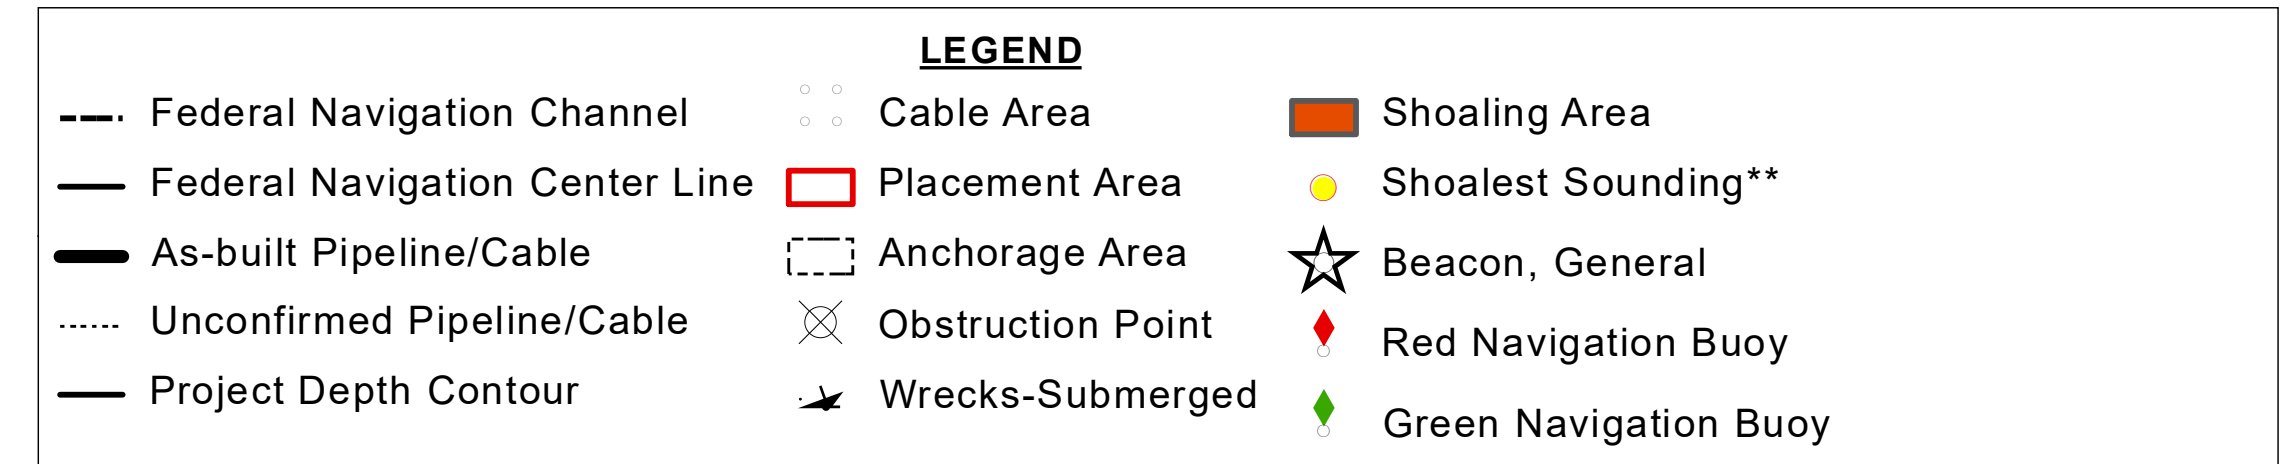 LEGEND
Federal Navigation Channel
Federal Navigation Center Line
As-built Pipeline/Cable
Unconfirmed Pipeline/Cable
Project Depth Contour
Cable Area
Placement Area
Anchorage Area
Obstruction Point
Wrecks-Submerged
Shoaling Area
Shoalest Sounding**
Beacon, General
Red Navigation Buoy
Green Navigation Buoy